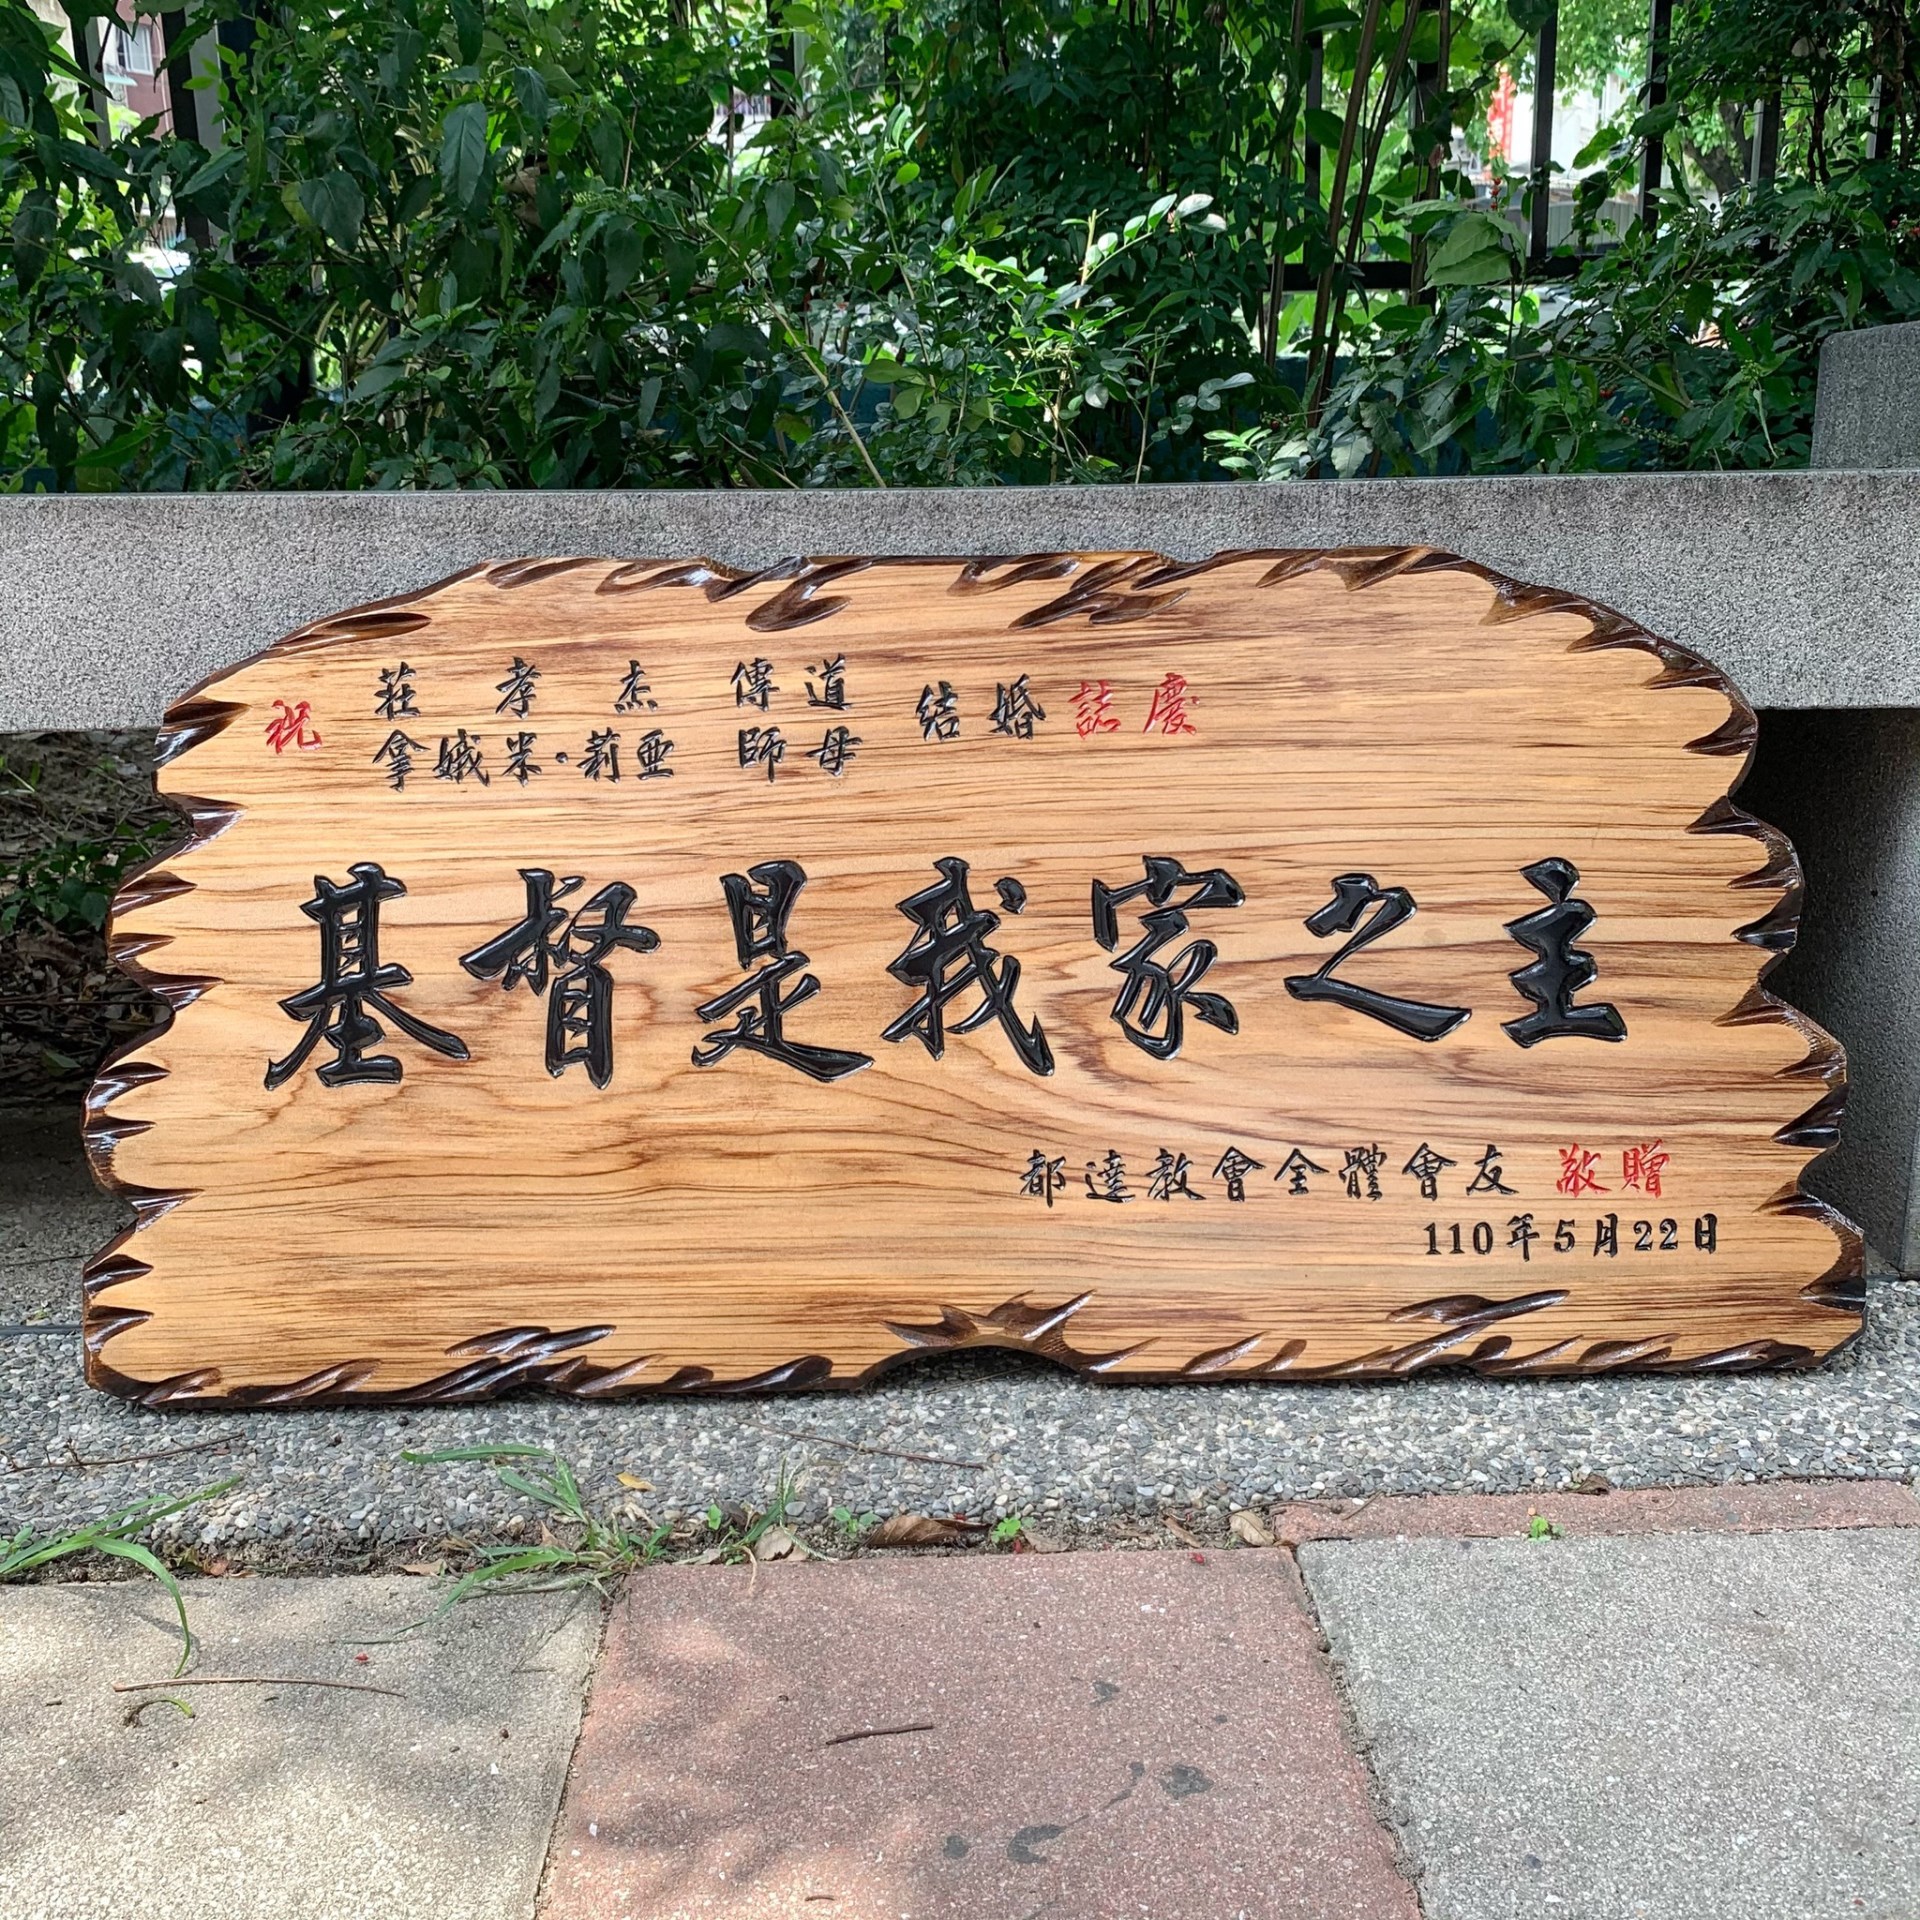 祝 莊孝杰 傳道 結婚 誌慶
拿娥米·莉亞 師母
基督是我家之主
都達教會全體會友 敬贈
110年5月22日